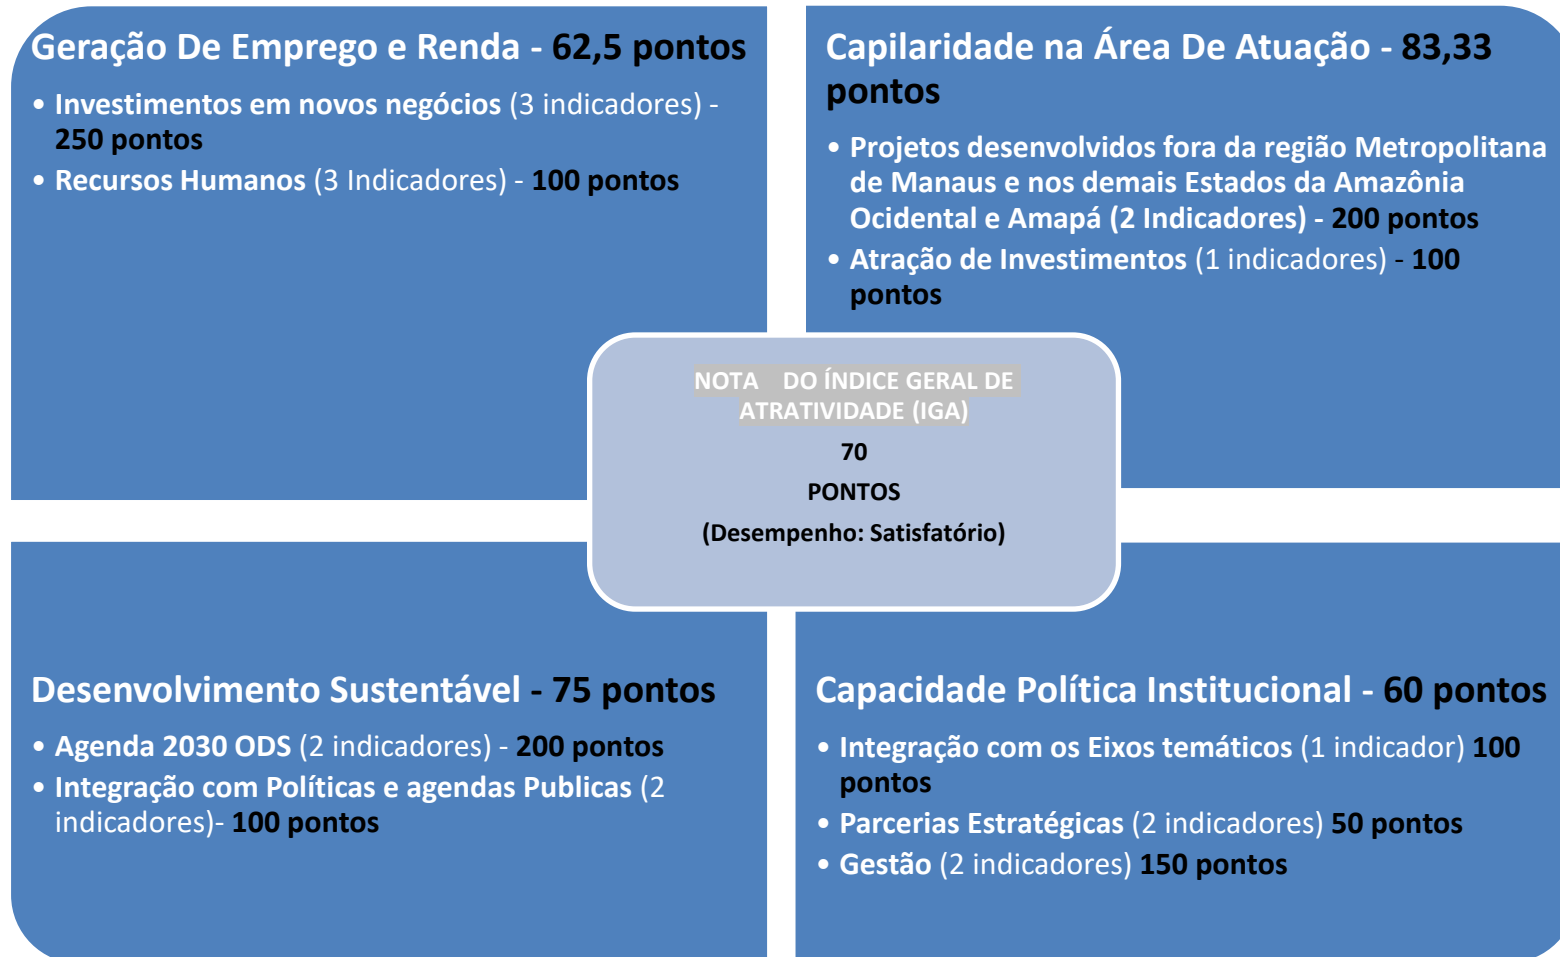 Geração De Emprego e Renda - 62,5 pontos
• Investimentos em novos negócios (3 indicadores) -
250 pontos
• Recursos Humanos (3 Indicadores) - 100 pontos
Capilaridade na Área De Atuação - 83,33
pontos
• Projetos desenvolvidos fora da região Metropolitana
de Manaus e nos demais Estados da Amazônia
Ocidental e Amapá (2 Indicadores) - 200 pontos
• Atração de Investimentos (1 indicadores) - 100
pontos
NOTA DO ÍNDICE GERAL DE
ATRATIVIDADE (IGA)
70
PONTOS
(Desempenho: Satisfatório)
Desenvolvimento Sustentável - 75 pontos
• Agenda 2030 ODS (2 indicadores) - 200 pontos
• Integração com Políticas e agendas Publicas (2
indicadores)- 100 pontos
Capacidade Política Institucional - 60 pontos
• Integração com os Eixos temáticos (1 indicador) 100
pontos
• Parcerias Estratégicas (2 indicadores) 50 pontos
• Gestão (2 indicadores) 150 pontos